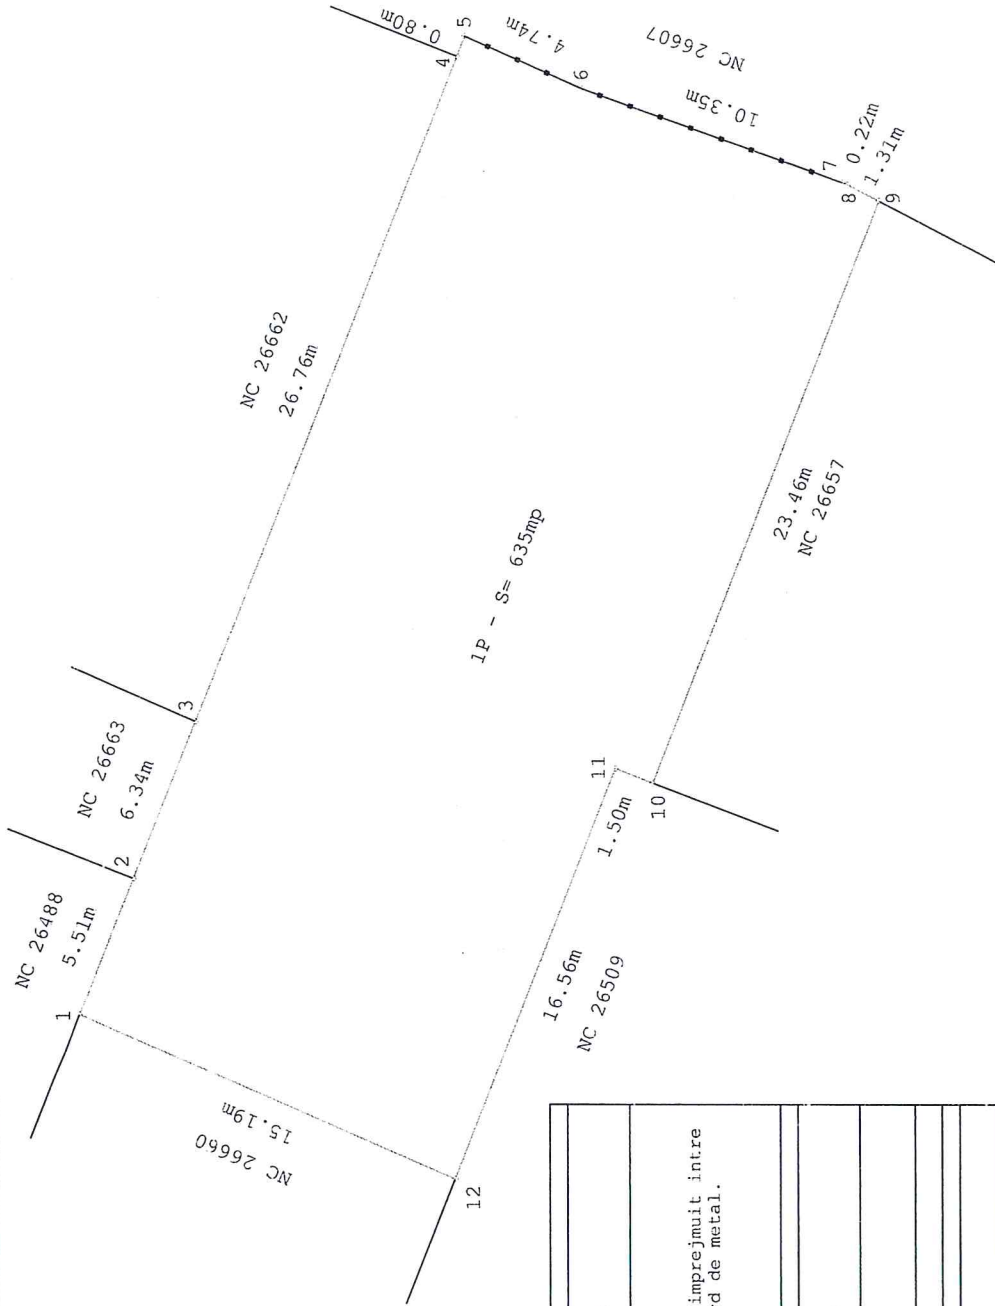 0.80m
5
4
4.74m
NC 26607
6
10.35m
7
0.22m
8
1.31m
9
NC 26662
26.76m
NC 26663
6.34m
3
NC 26488
5.51m
2
1
1P - S= 635mp
23.46m
NC 26657
11
1.50m
10
16.56m
NC 26509
15.19m
NC 26660
12
imprejmuit intre
rd de metal.